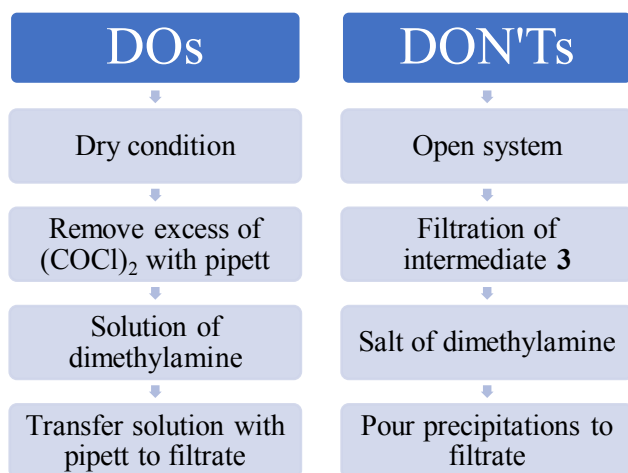 DOs
Dry condition
Remove excess of
(COCl)₂ with pipett
Solution of
dimethylamine
Transfer solution with
pipett to filtrate
DON'Ts
Open system
Filtration of
intermediate 3
Salt of dimethylamine
Pour precipitations to
filtrate